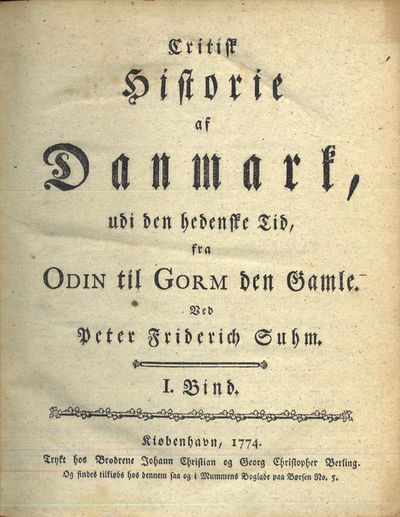 Critisk
Historie
af
Danmark,
udi den hedenske Tid,
fra
ODIN til GORM den Gamle.
Ved
Peter Friderich Suhm.
I. Bind.
Kiøbenhavn, 1774.
Trykt hos Brødrene Johann Christian og Georg Christopher Berling.
Og findes tilkiøbs hos dennem saa og i Mummens Boglade paa Børsen No. 5.